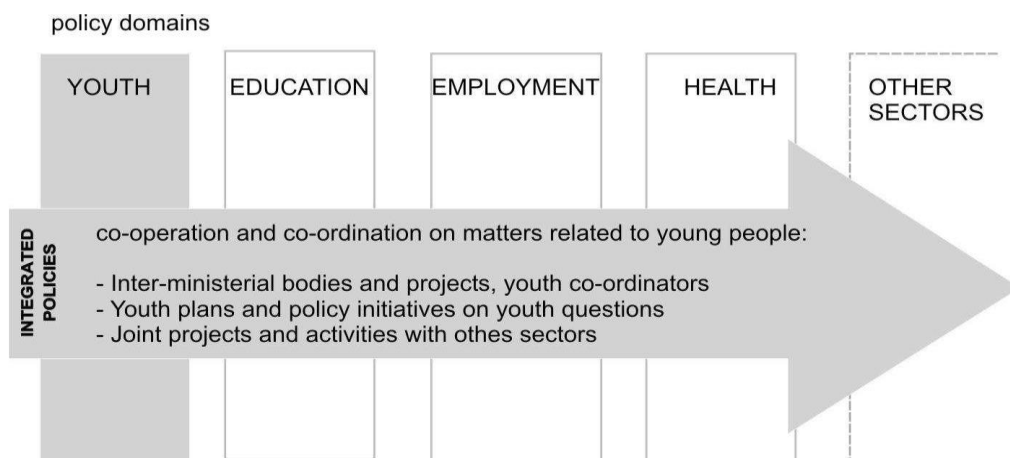 policy domains
YOUTH
EDUCATION
EMPLOYMENT
HEALTH
OTHER
SECTORS
INTEGRATED
POLICIES
co-operation and co-ordination on matters related to young people:
- Inter-ministerial bodies and projects, youth co-ordinators
- Youth plans and policy initiatives on youth questions
- Joint projects and activities with othes sectors